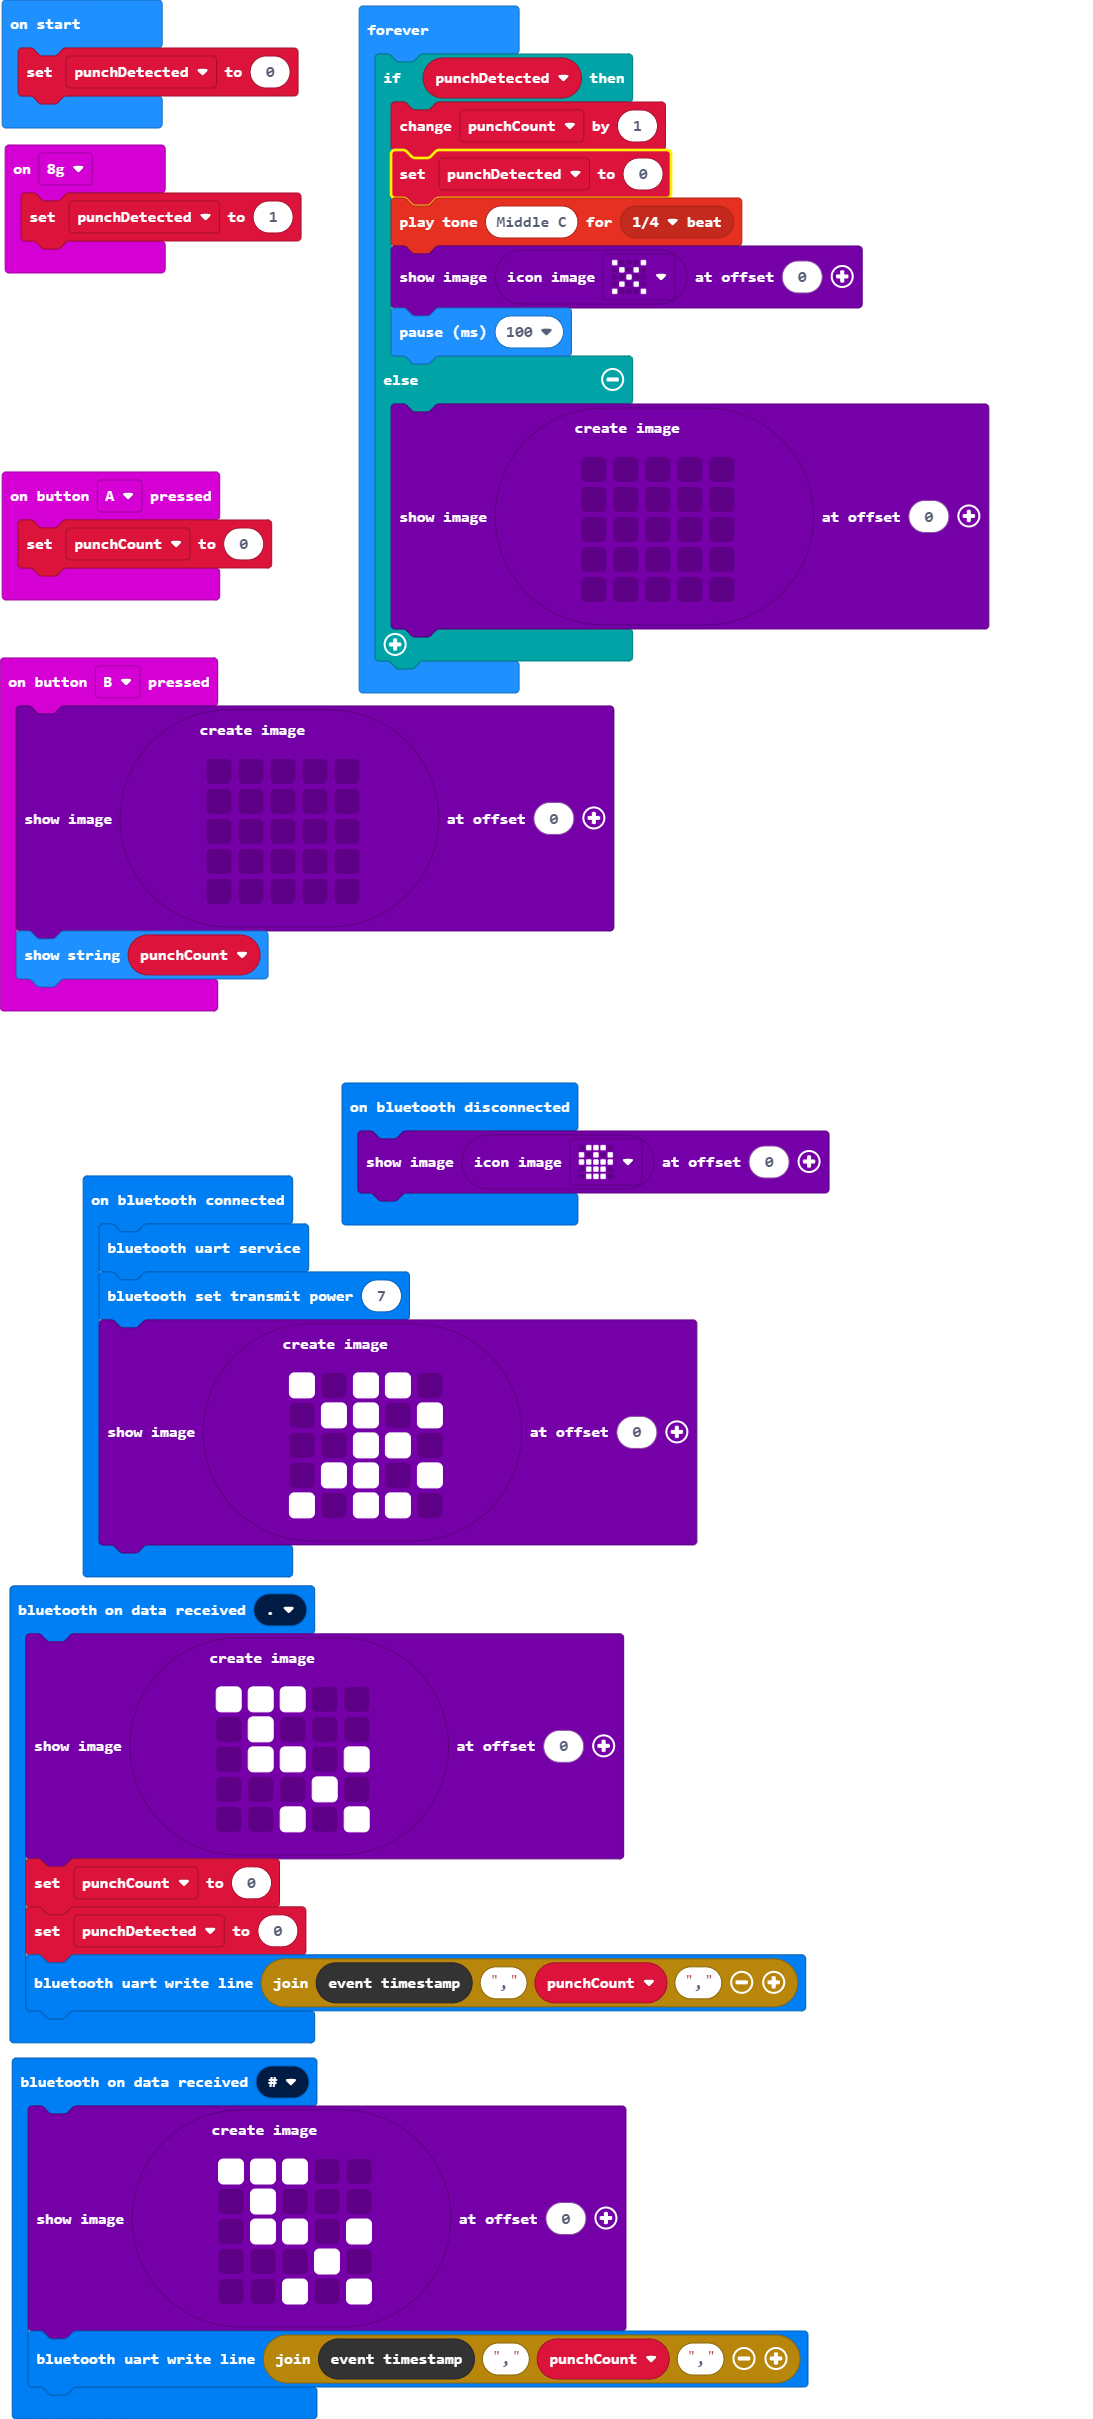 on start
set punchDetected to 0
on 8g
set punchDetected to 1
forever
if punchDetected then
change punchCount by 1
set punchDetected to 0
play tone Middle C for 1/4 beat
show image icon image at offset 0
pause (ms) 100
else
create image
show image at offset 0
on button A pressed
set punchCount to 0
on button B pressed
create image
show image at offset 0
show string punchCount
on bluetooth disconnected
show image icon image at offset 0
on bluetooth connected
bluetooth uart service
bluetooth set transmit power 7
create image
show image at offset 0
bluetooth on data received .
create image
show image at offset 0
set punchCount to 0
set punchDetected to 0
bluetooth uart write line join event timestamp "," punchCount ","
bluetooth on data received #
create image
show image at offset 0
bluetooth uart write line join event timestamp "," punchCount ","